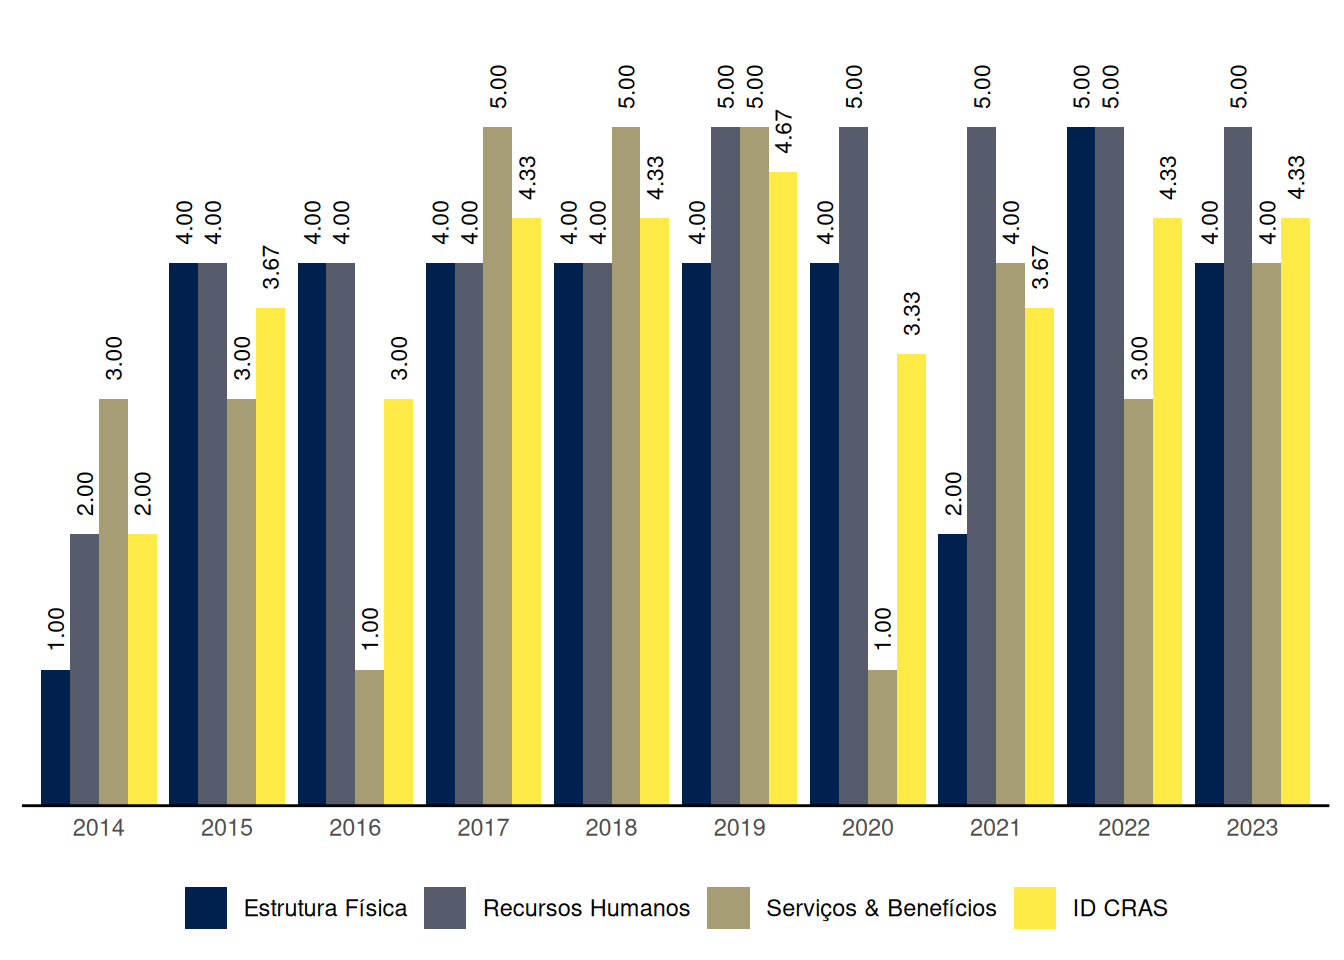 1.00 2.00 3.00 2.00
4.00 4.00 3.00 3.67
4.00 4.00 1.00 3.00
4.00 4.00 5.00 4.33
4.00 4.00 5.00 4.33
4.00 5.00 5.00 4.67
4.00 5.00 1.00 3.33
2.00 5.00 4.00 3.67
5.00 5.00 3.00 4.33
4.00 5.00 4.00 4.33
2014 2015 2016 2017 2018 2019 2020 2021 2022 2023
Estrutura Física Recursos Humanos Serviços & Benefícios ID CRAS